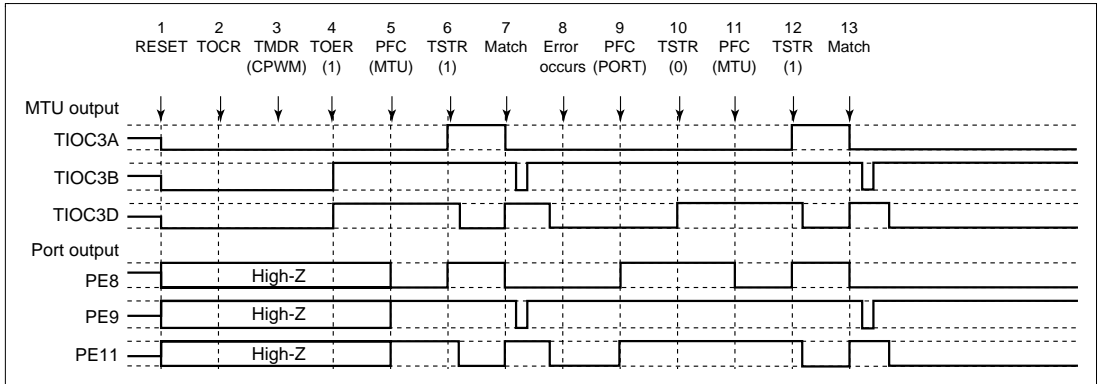 1 2 3 4 5 6 7 8 9 10 11 12 13
RESET TOCR TMDR TOER PFC TSTR Match Error PFC TSTR PFC TSTR Match
(CPWM) (1) (MTU) (1) occurs (PORT) (0) (MTU) (1)
MTU output
TIOC3A
TIOC3B
TIOC3D
Port output
PE8 High-Z
PE9 High-Z
PE11 High-Z